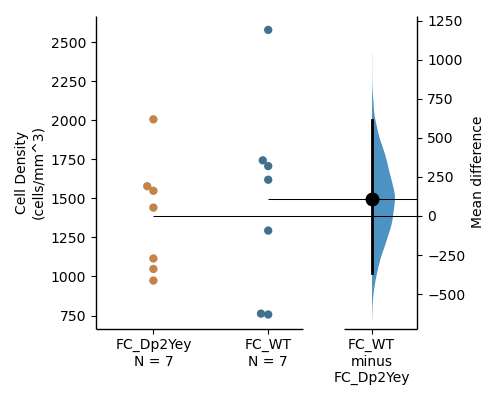 Cell Density
(cells/mm^3)
2500
2250
2000
1750
1500
1250
1000
750
1250
1000
750
500
250
0
−250
−500
Mean difference
FC_Dp2Yey
N = 7
FC_WT
N = 7
FC_WT
minus
FC_Dp2Yey